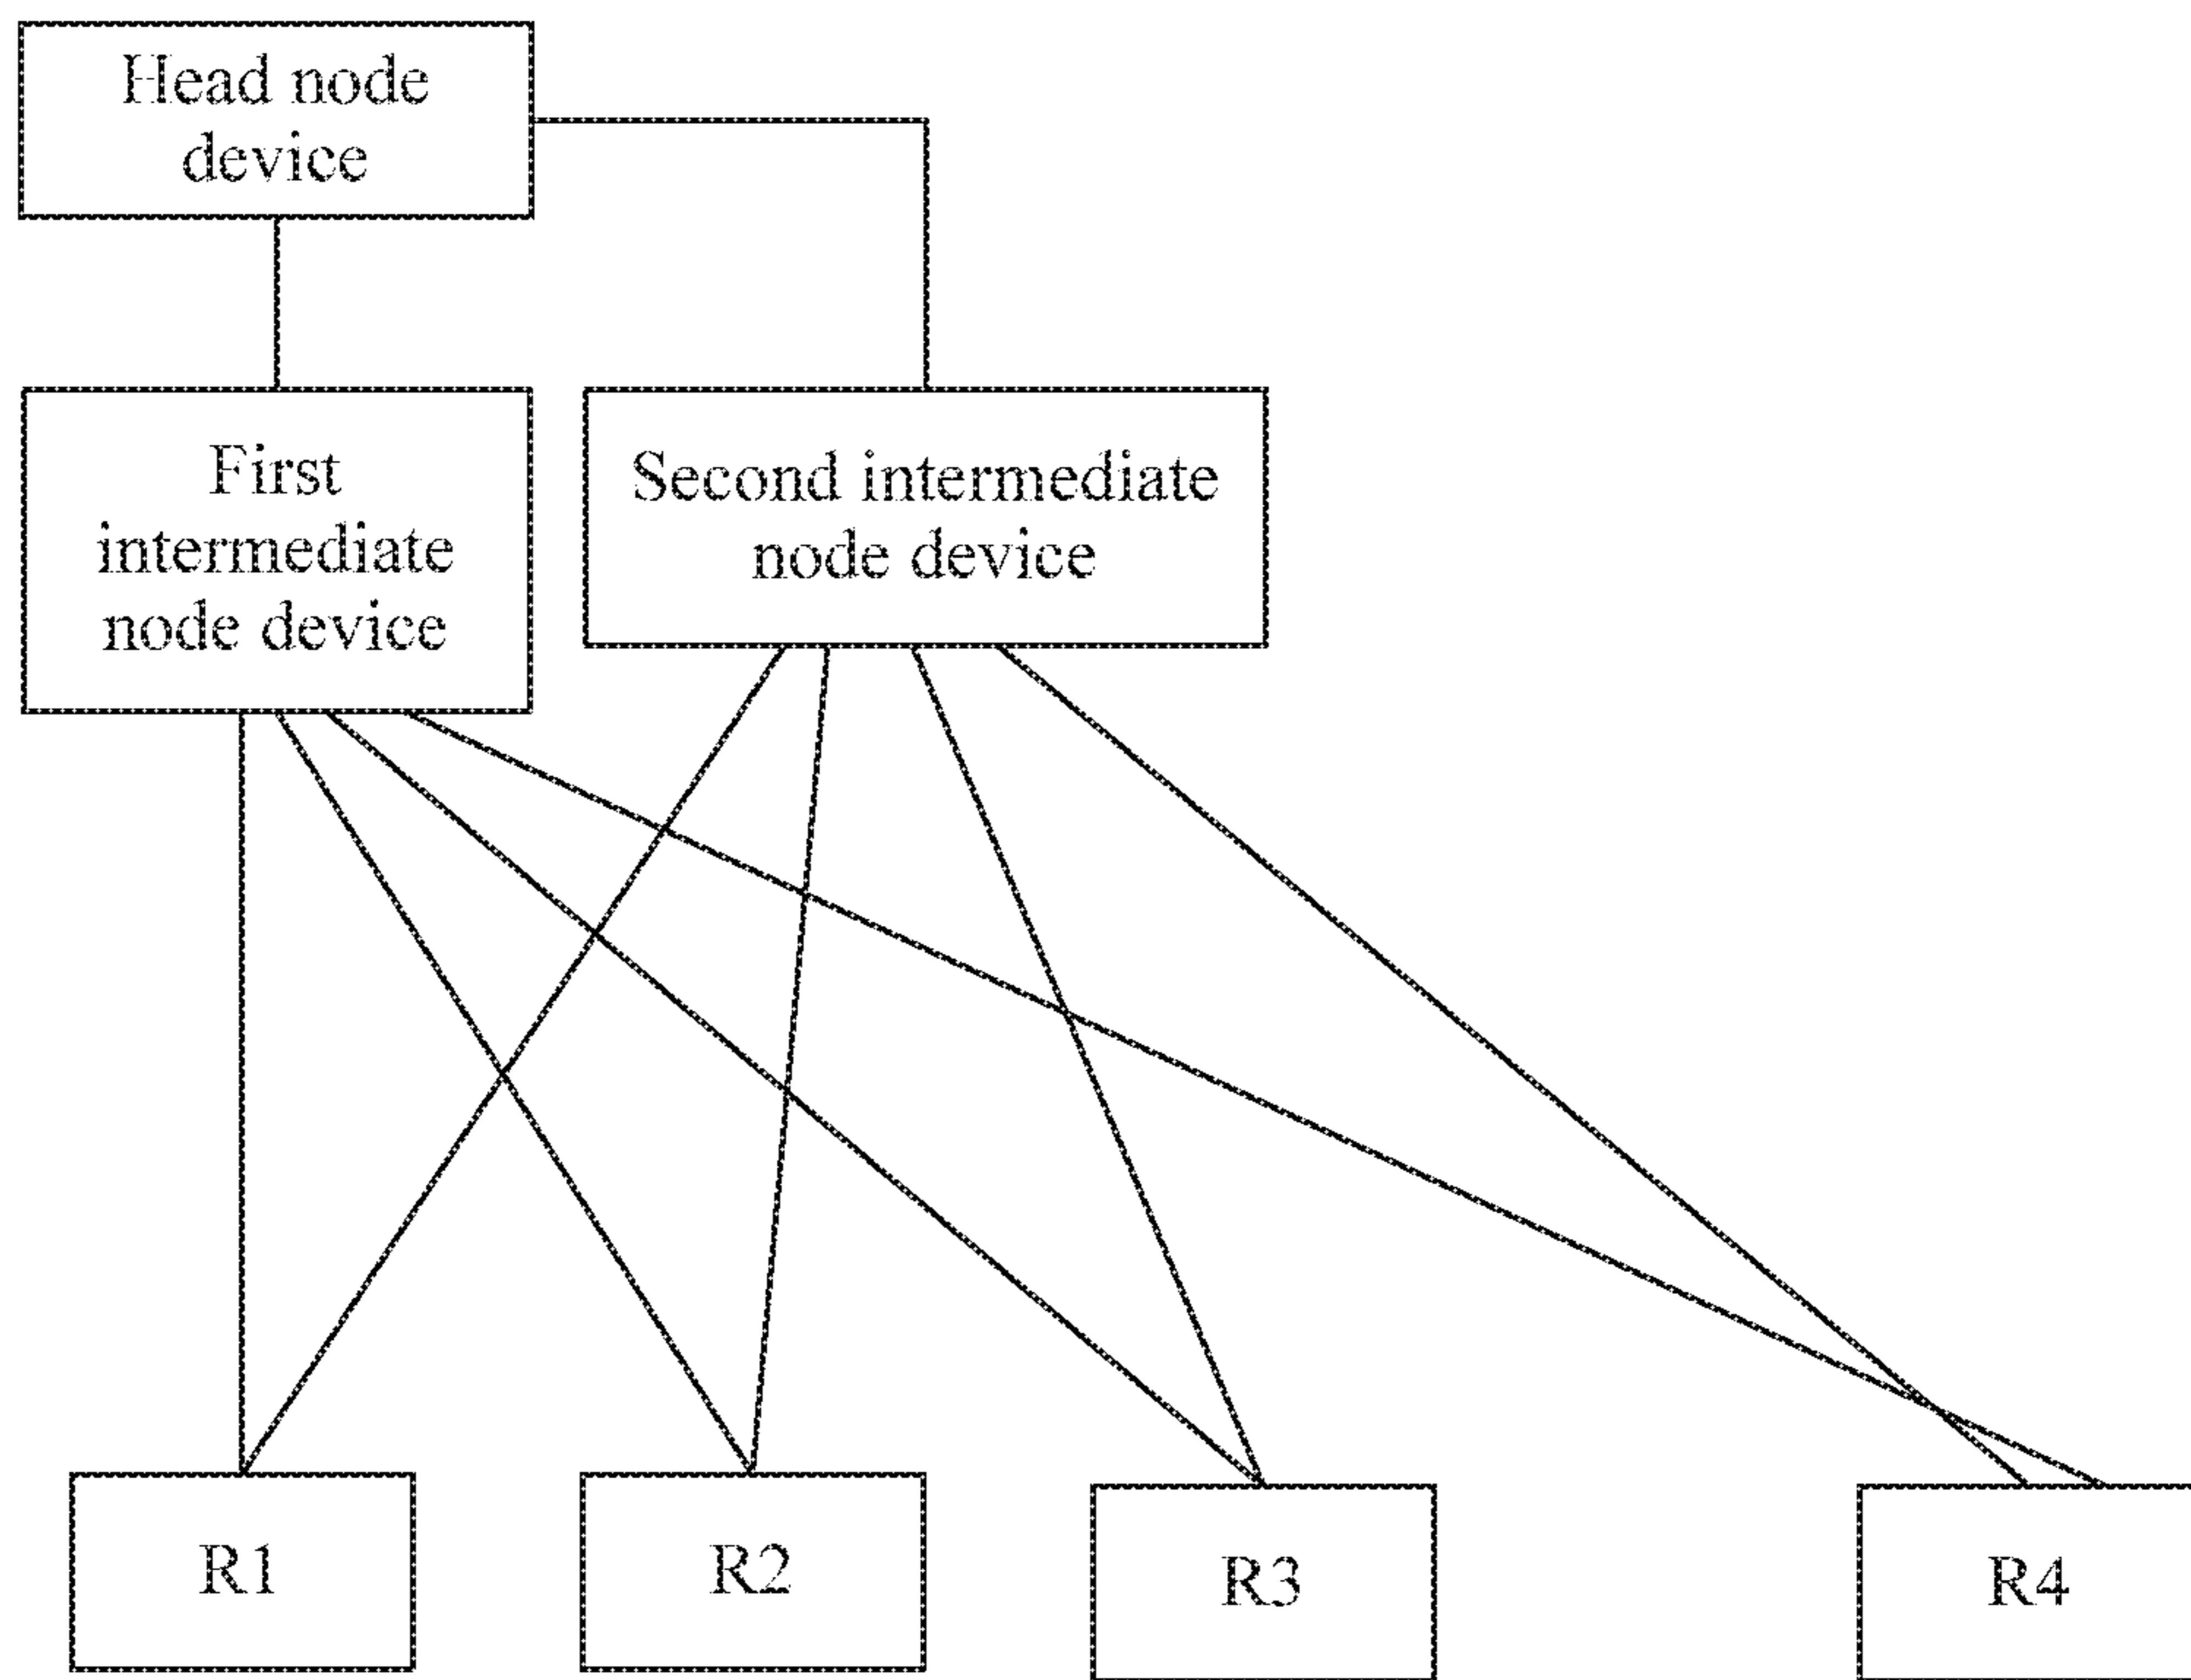 Head node
device
First
intermediate
node device
Second intermediate
node device
R1
R2
R3
R4